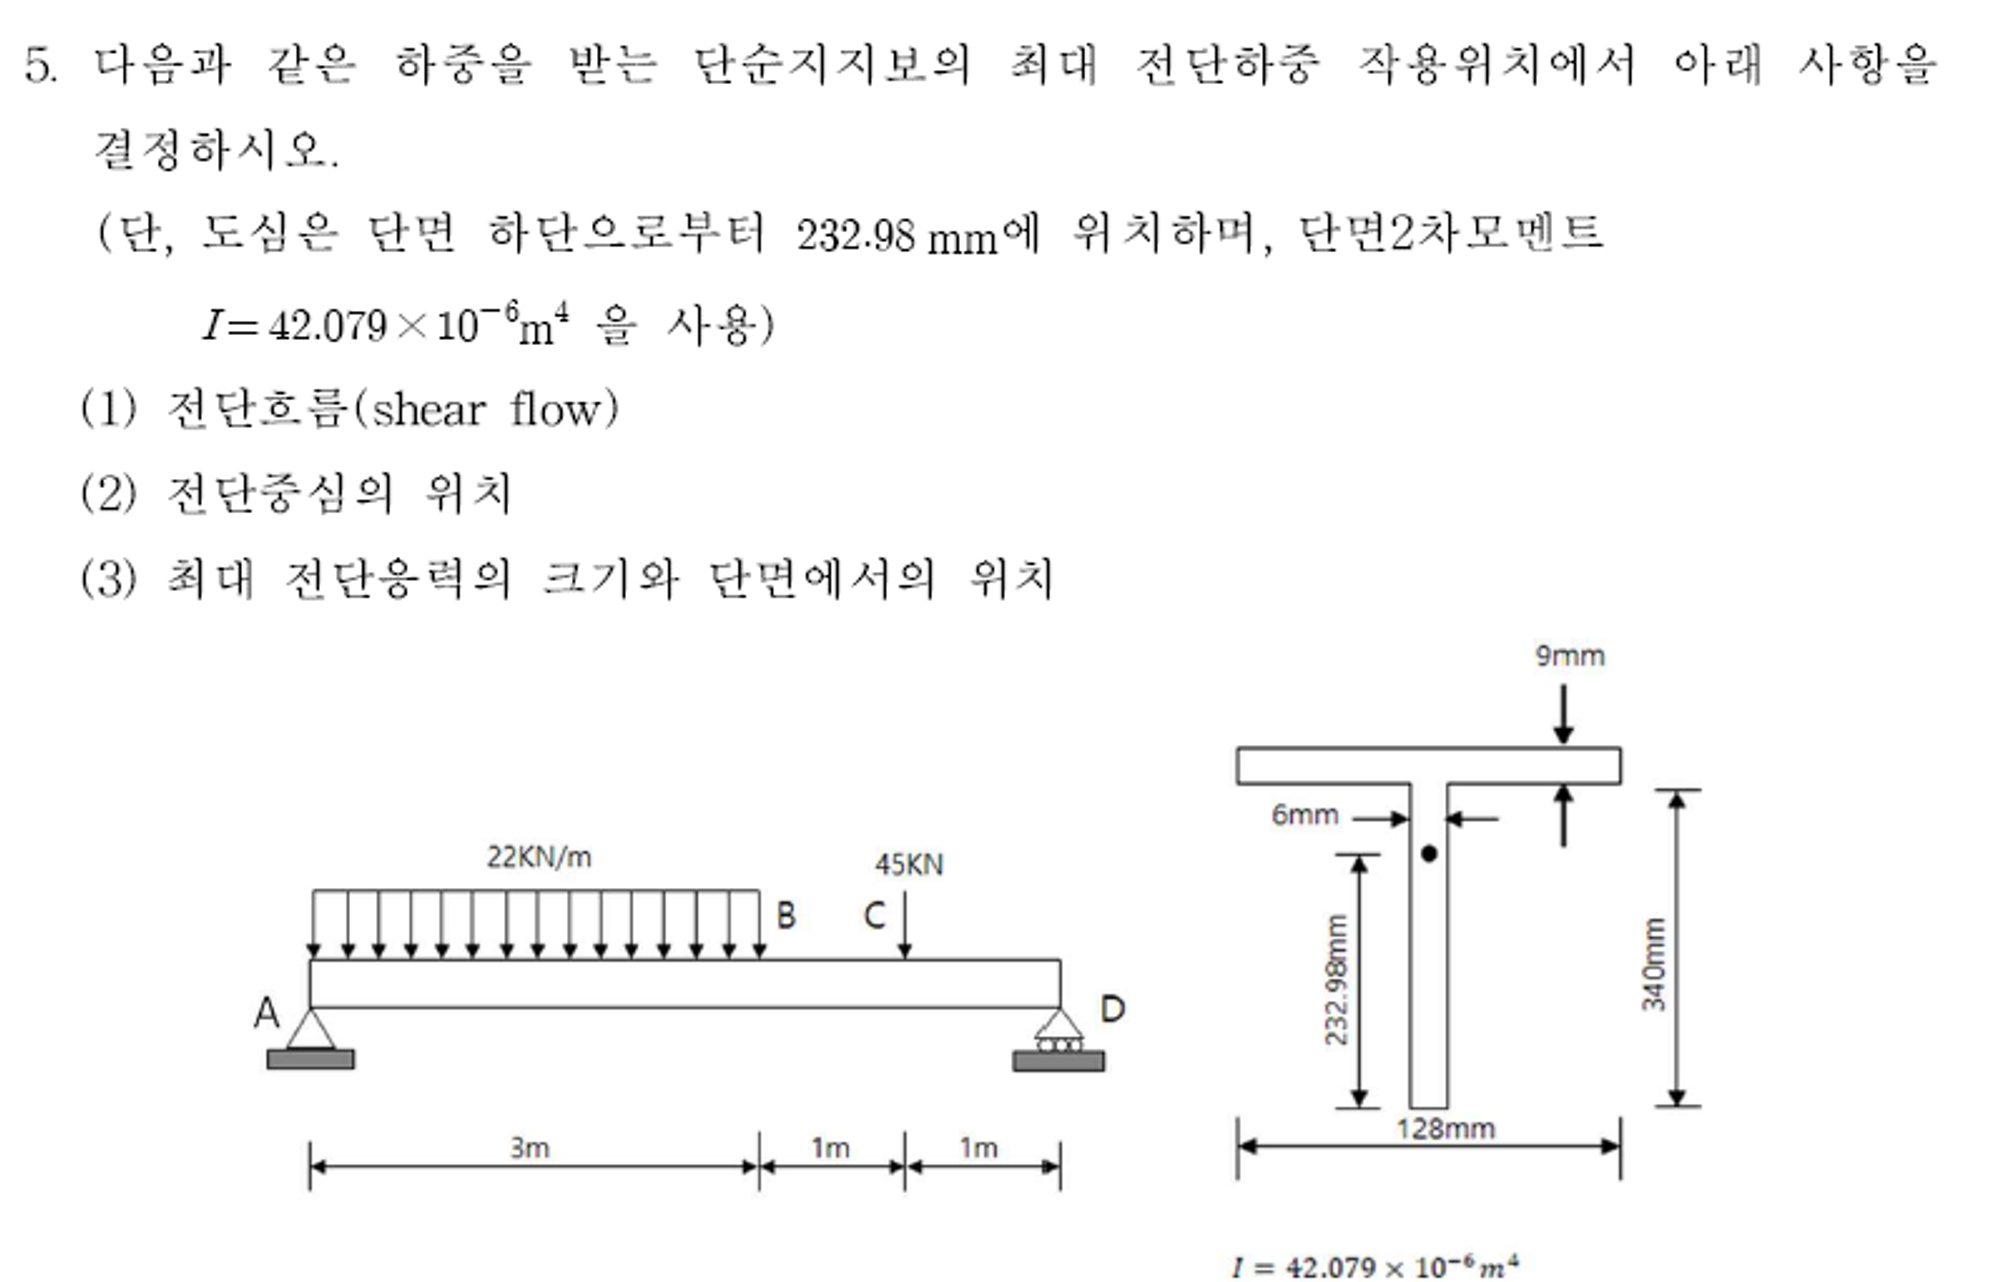 5. 다음과 같은 하중을 받는 단순지지보의 최대 전단하중 작용위치에서 아래 사항을
결정하시오.
(단, 도심은 단면 하단으로부터 232.98 mm에 위치하며, 단면2차모멘트
I=42.079×10⁻⁶m⁴ 을 사용)
(1) 전단흐름(shear flow)
(2) 전단중심의 위치
(3) 최대 전단응력의 크기와 단면에서의 위치
9mm
6mm
22KN/m
45KN
B
C
A
D
232.98mm
340mm
128mm
3m
1m
1m
I = 42.079 × 10⁻⁶m⁴